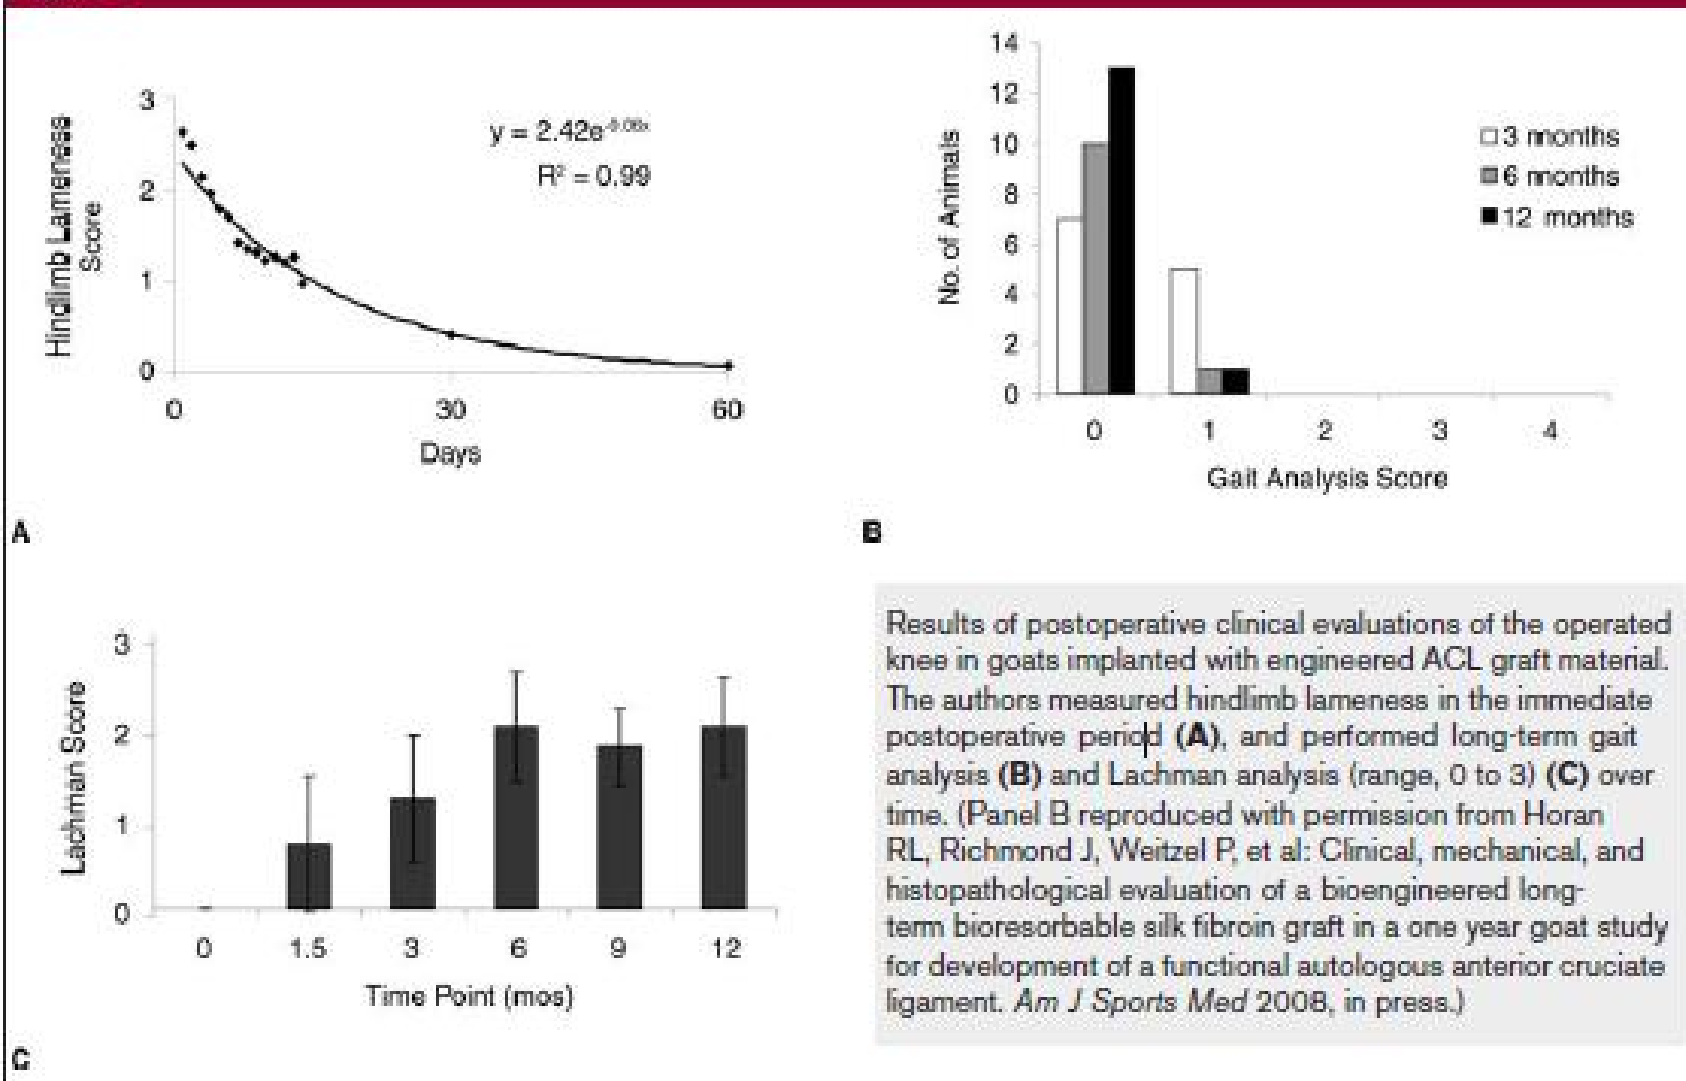 3
2
1
0
0
30
60
Hindlimb Lameness
Score
Days
y = 2.42e-0.06x
R² = 0.99
A
14
12
10
8
6
4
2
0
0
1
2
3
4
No. of Animals
Gait Analysis Score
3 months
6 months
12 months
B
3
2
1
0
0
1.5
3
6
9
12
Lachman Score
Time Point (mos)
C
Results of postoperative clinical evaluations of the operated
knee in goats implanted with engineered ACL graft material.
The authors measured hindlimb lameness in the immediate
postoperative period (A), and performed long-term gait
analysis (B) and Lachman analysis (range, 0 to 3) (C) over
time. (Panel B reproduced with permission from Horan
RL, Richmond J, Weitzel P, et al: Clinical, mechanical, and
histopathological evaluation of a bioengineered long-
term bioresorbable silk fibroin graft in a one year goat study
for development of a functional autologous anterior cruciate
ligament. Am J Sports Med 2008, in press.)